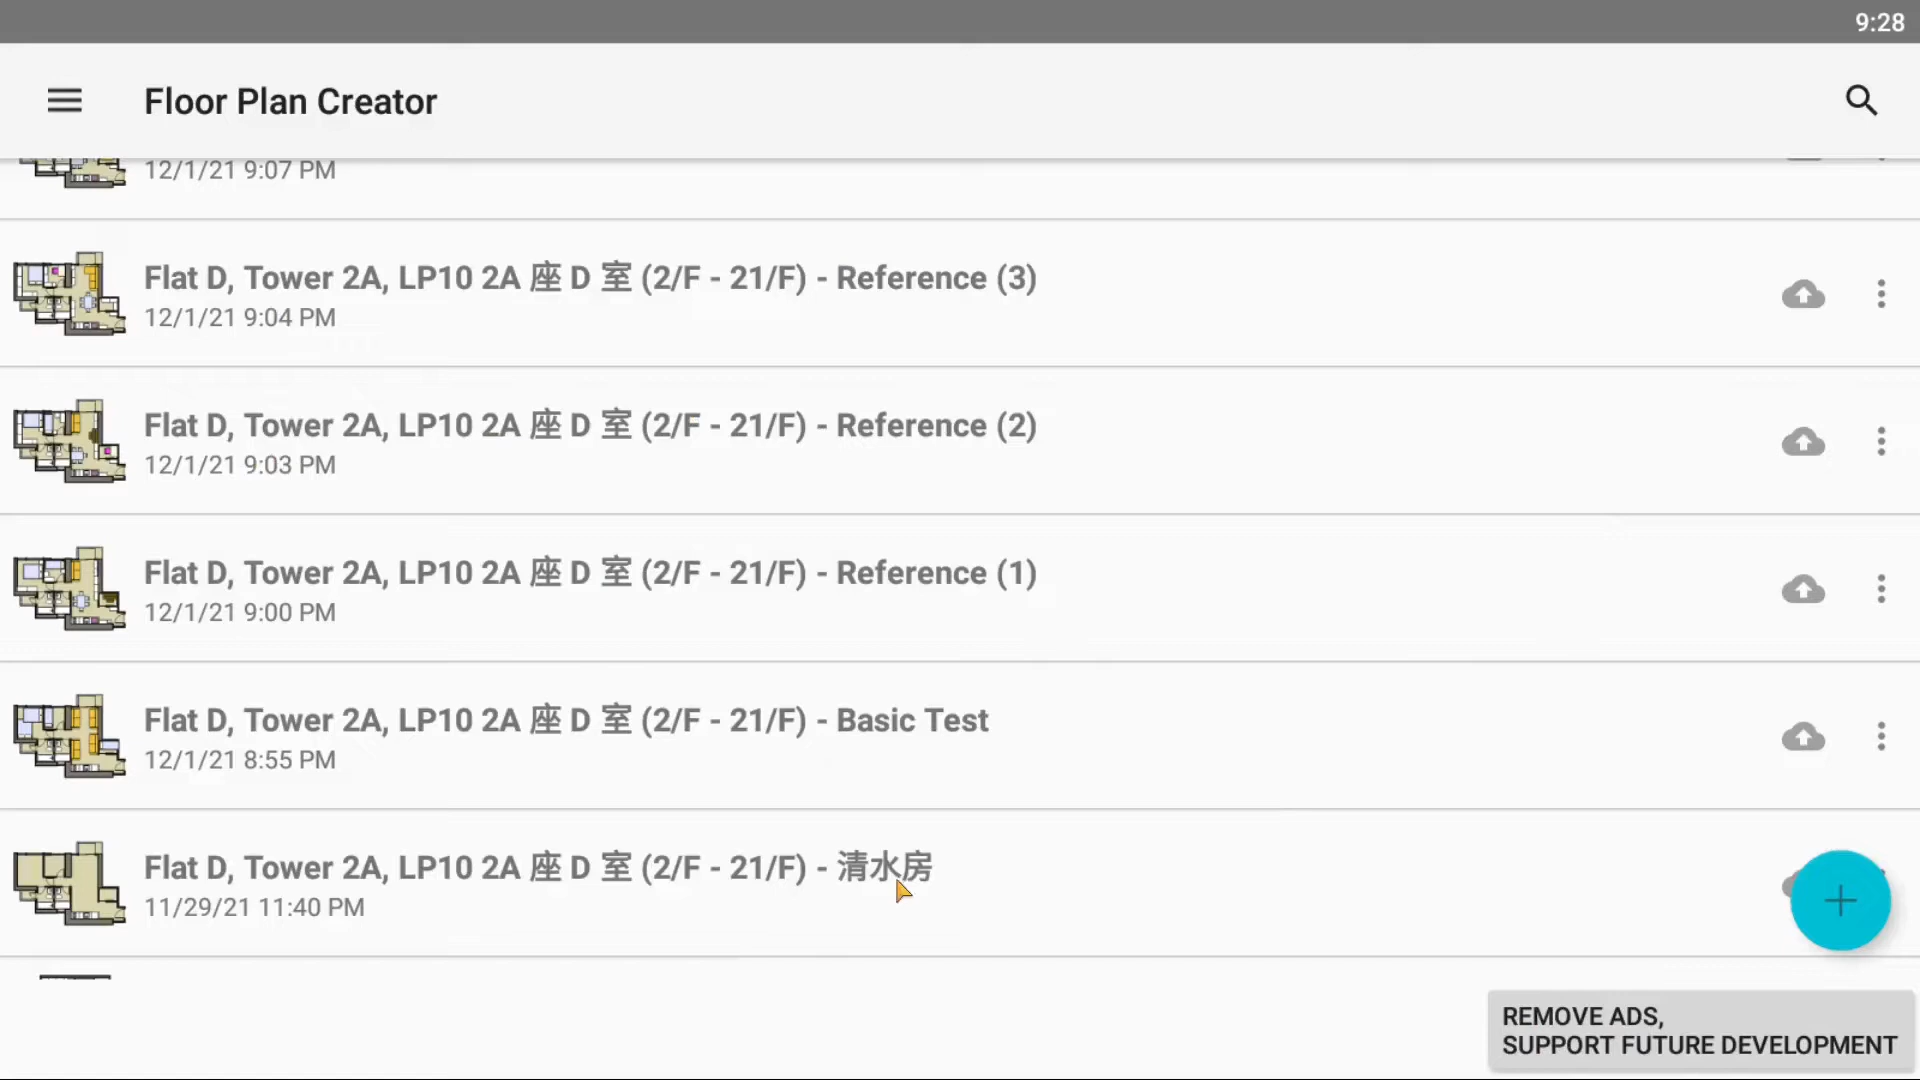 9:28
Floor Plan Creator
12/1/21 9:07 PM
Flat D, Tower 2A, LP10 2A 座 D 室 (2/F - 21/F) - Reference (3)
12/1/21 9:04 PM
Flat D, Tower 2A, LP10 2A 座 D 室 (2/F - 21/F) - Reference (2)
12/1/21 9:03 PM
Flat D, Tower 2A, LP10 2A 座 D 室 (2/F - 21/F) - Reference (1)
12/1/21 9:00 PM
Flat D, Tower 2A, LP10 2A 座 D 室 (2/F - 21/F) - Basic Test
12/1/21 8:55 PM
Flat D, Tower 2A, LP10 2A 座 D 室 (2/F - 21/F) - 清水房
11/29/21 11:40 PM
REMOVE ADS,
SUPPORT FUTURE DEVELOPMENT